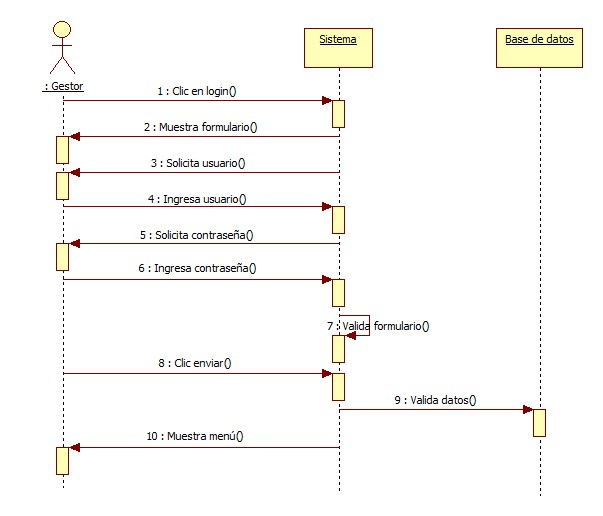 Sistema
Base de datos
: Gestor
1 : Clic en login()
2 : Muestra formulario()
3 : Solicita usuario()
4 : Ingresa usuario()
5 : Solicita contraseña()
6 : Ingresa contraseña()
7 : Valida formulario()
8 : Clic enviar()
9 : Valida datos()
10 : Muestra menú()